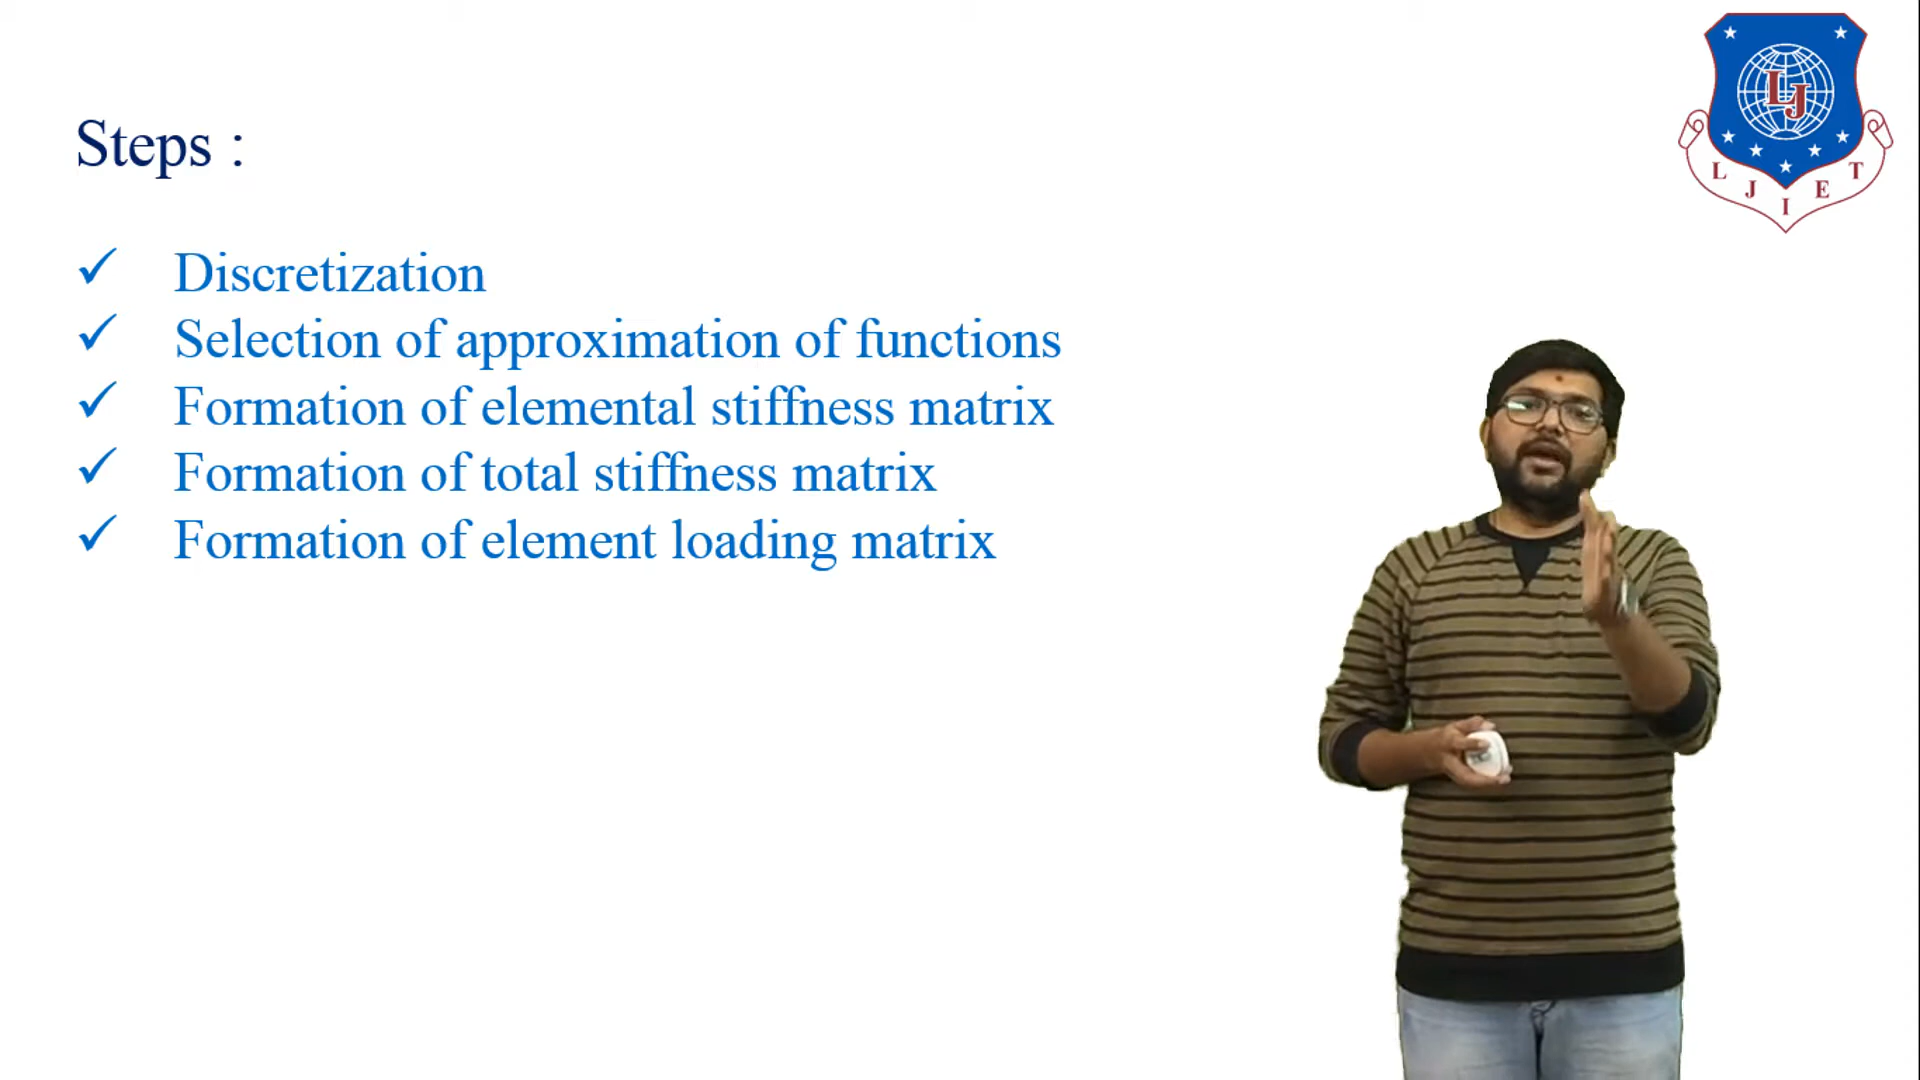 Steps :
✓ Discretization
✓ Selection of approximation of functions
✓ Formation of elemental stiffness matrix
✓ Formation of total stiffness matrix
✓ Formation of element loading matrix
LJ
L J I E T